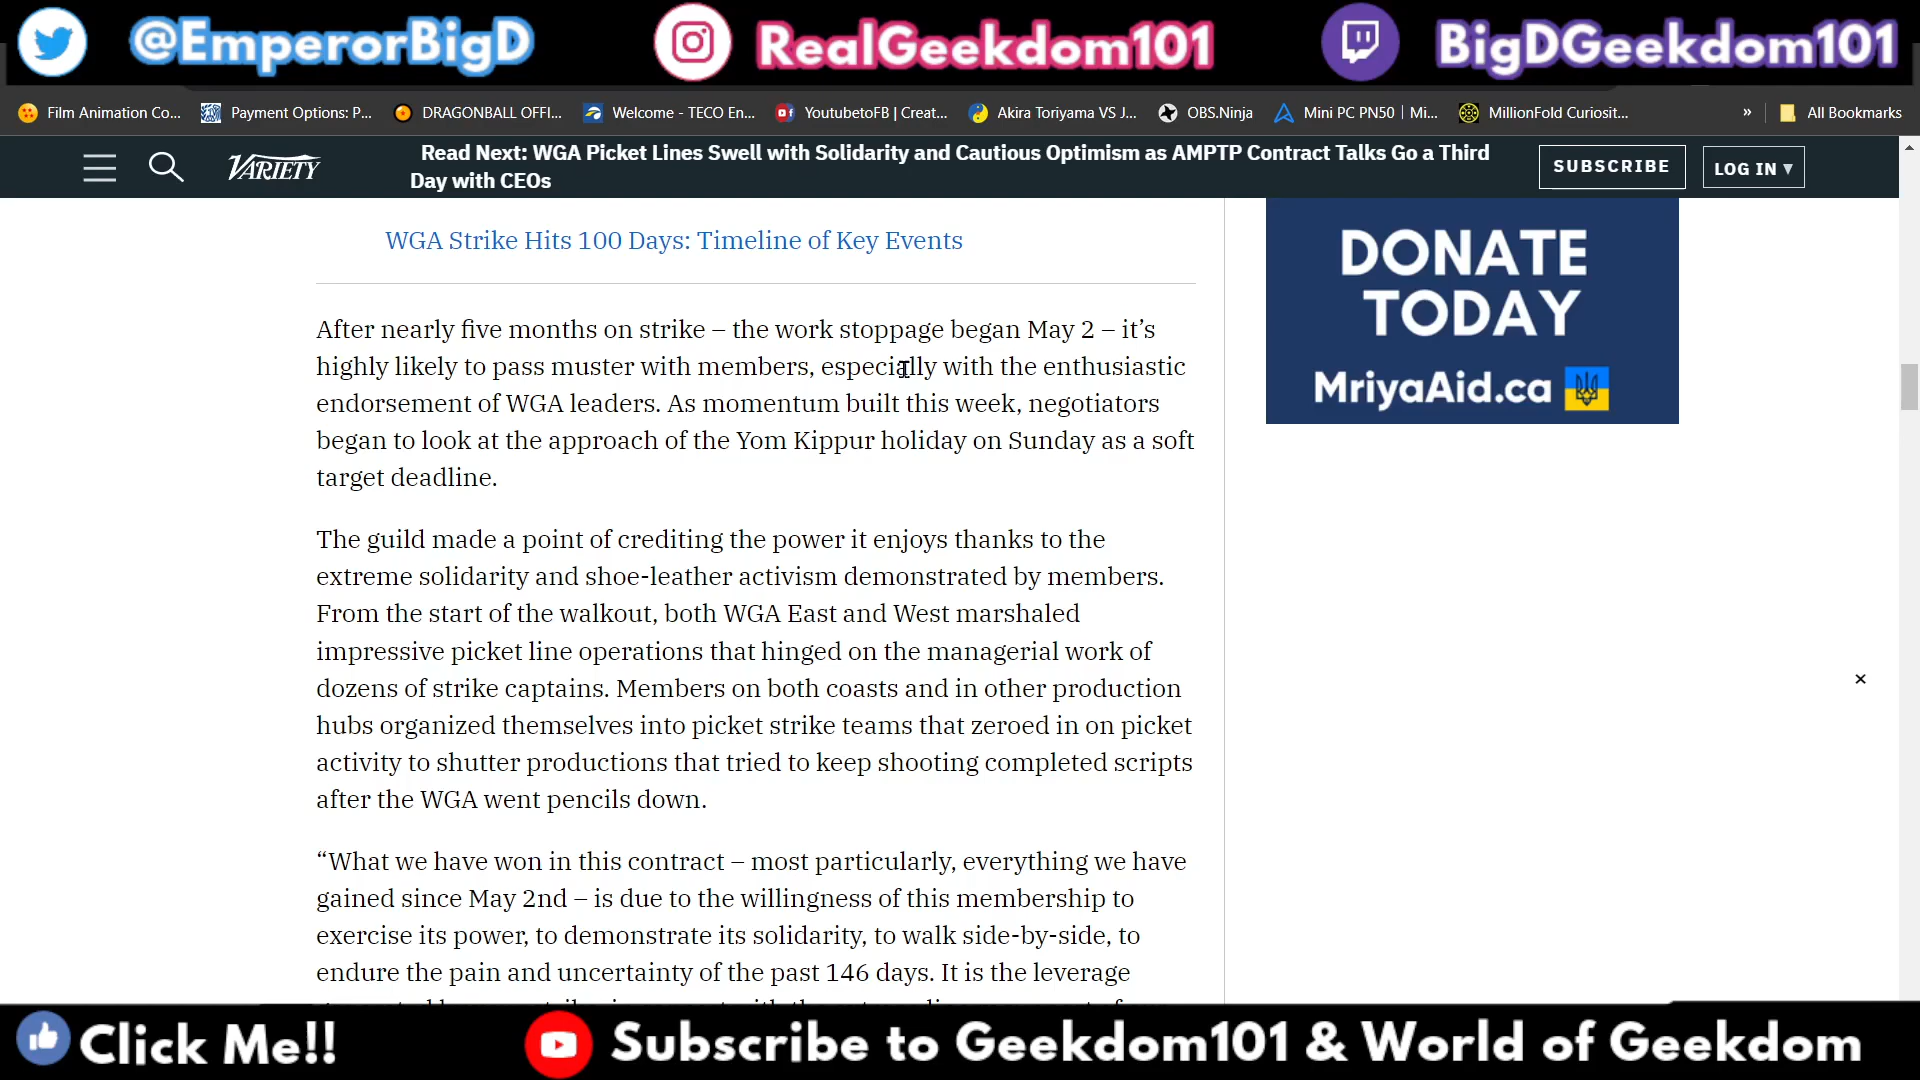 @EmperorBigD
RealGeekdom101
BigDGeekdom101
Film Animation Co...
Payment Options: P...
DRAGONBALL OFFI...
Welcome - TECO En...
YoutubetoFB | Creat...
Akira Toriyama VS J...
OBS.Ninja
Mini PC PN50 | Mi...
MillionFold Curiosit...
»
All Bookmarks
VARIETY
Read Next: WGA Picket Lines Swell with Solidarity and Cautious Optimism as AMPTP Contract Talks Go a Third
Day with CEOs
SUBSCRIBE
LOG IN ▼
WGA Strike Hits 100 Days: Timeline of Key Events
After nearly five months on strike – the work stoppage began May 2 – it’s
highly likely to pass muster with members, especially with the enthusiastic
endorsement of WGA leaders. As momentum built this week, negotiators
began to look at the approach of the Yom Kippur holiday on Sunday as a soft
target deadline.
The guild made a point of crediting the power it enjoys thanks to the
extreme solidarity and shoe-leather activism demonstrated by members.
From the start of the walkout, both WGA East and West marshaled
impressive picket line operations that hinged on the managerial work of
dozens of strike captains. Members on both coasts and in other production
hubs organized themselves into picket strike teams that zeroed in on picket
activity to shutter productions that tried to keep shooting completed scripts
after the WGA went pencils down.
“What we have won in this contract – most particularly, everything we have
gained since May 2nd – is due to the willingness of this membership to
exercise its power, to demonstrate its solidarity, to walk side-by-side, to
endure the pain and uncertainty of the past 146 days. It is the leverage
DONATE
TODAY
MriyaAid.ca
Click Me!!
Subscribe to Geekdom101 & World of Geekdom